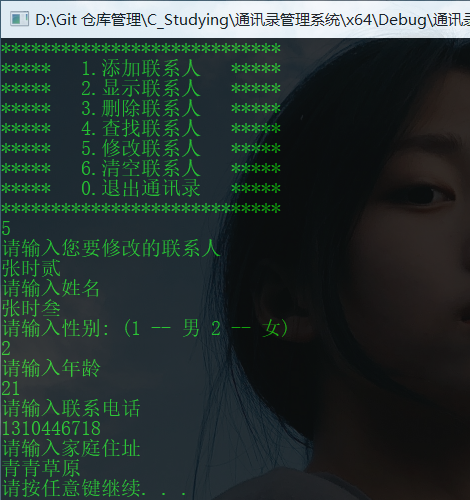 D:\Git 仓库管理\C_Studying\通讯录管理系统\x64\Debug\通讯录
****************************
*****   1.添加联系人   *****
*****   2.显示联系人   *****
*****   3.删除联系人   *****
*****   4.查找联系人   *****
*****   5.修改联系人   *****
*****   6.清空联系人   *****
*****   0.退出通讯录   *****
****************************
5
请输入您要修改的联系人
张时贰
请输入姓名
张时叁
请输入性别: (1 -- 男 2 -- 女)
2
请输入年龄
21
请输入联系电话
1310446718
请输入家庭住址
青青草原
请按任意键继续. . .